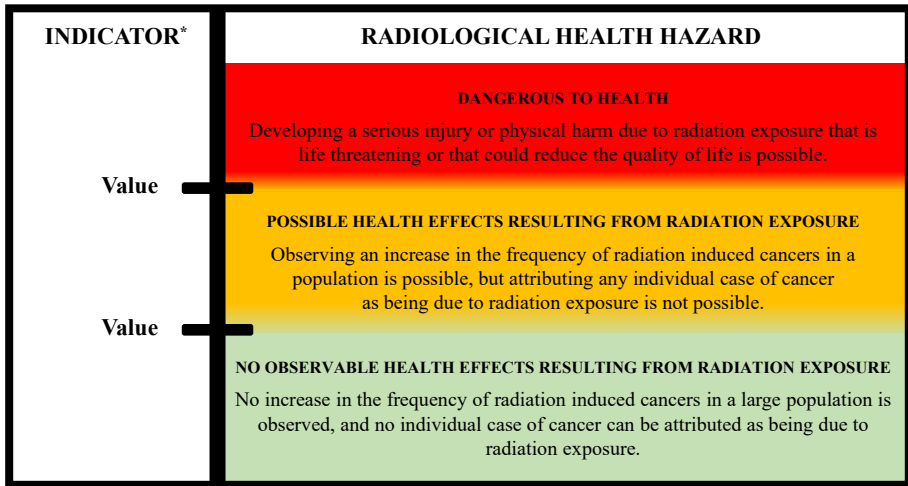 INDICATOR*
RADIOLOGICAL HEALTH HAZARD
DANGEROUS TO HEALTH
Developing a serious injury or physical harm due to radiation exposure that is
life threatening or that could reduce the quality of life is possible.
Value
POSSIBLE HEALTH EFFECTS RESULTING FROM RADIATION EXPOSURE
Observing an increase in the frequency of radiation induced cancers in a
population is possible, but attributing any individual case of cancer
as being due to radiation exposure is not possible.
Value
NO OBSERVABLE HEALTH EFFECTS RESULTING FROM RADIATION EXPOSURE
No increase in the frequency of radiation induced cancers in a large population is
observed, and no individual case of cancer can be attributed as being due to
radiation exposure.